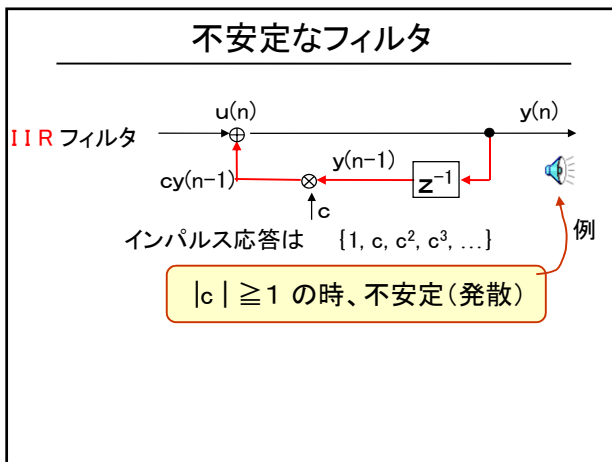 不安定なフィルタ
u(n)
y(n)
IIRフィルタ
y(n-1)
cy(n-1)
z⁻¹
c
インパルス応答は {1, c, c², c³, ...}
例
|c|≧1 の時、不安定(発散)